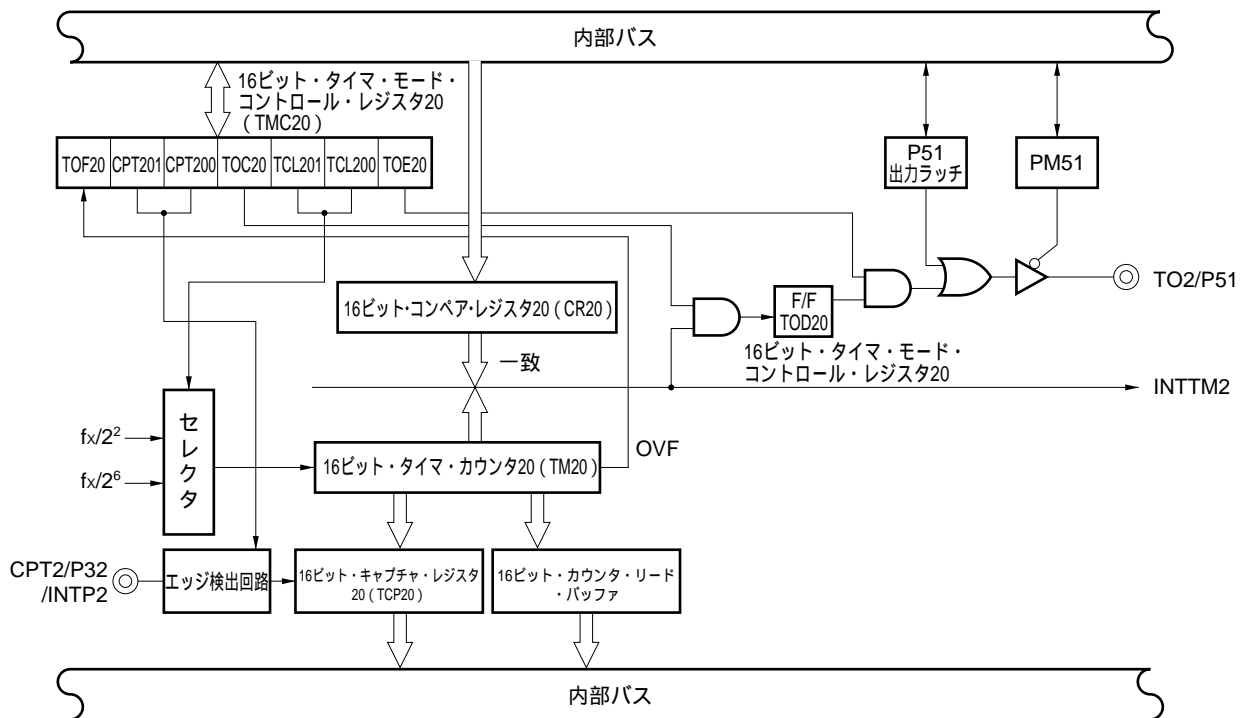 内部バス
16ビット・タイマ・モード・
コントロール・レジスタ20
(TMC20)
TOF20 CPT201 CPT200 TOC20 TCL201 TCL200 TOE20
P51
出力ラッチ
PM51
TO2/P51
16ビット・コンペア・レジスタ20(CR20)
F/F
TOD20
16ビット・タイマ・モード・
コントロール・レジスタ20
一致
INTTM2
セレクタ
fx/2²
fx/2⁶
16ビット・タイマ・カウンタ20(TM20)
OVF
CPT2/P32
/INTP2
エッジ検出回路
16ビット・キャプチャ・レジスタ
20(TCP20)
16ビット・カウンタ・リード
・バッファ
内部バス